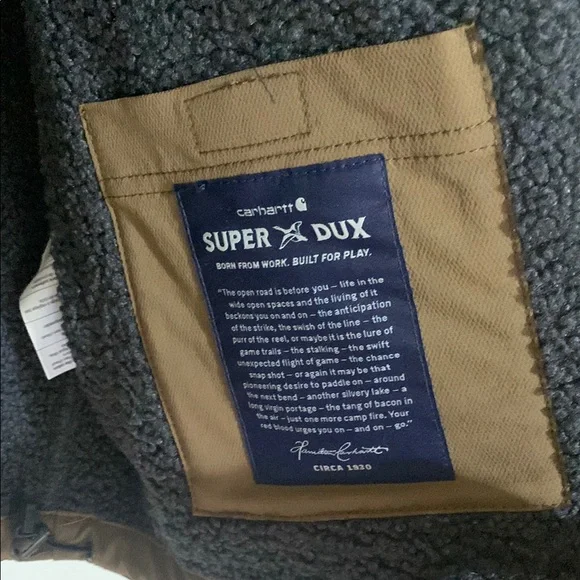 carhartt
SUPER DUX
BORN FROM WORK. BUILT FOR PLAY.
"The open road is before you – life in the
wide open spaces and the living of it
beckons you on and on – the anticipation
of the strike, the swish of the line – the
purr of the reel, or maybe it is the lure of
game trails – the stalking – the swift
unexpected flight of game – the chance
snap shot – or again it may be that
pioneering desire to paddle on – around
the next bend – another silvery lake – a
long virgin portage – the tang of bacon in
the air – just one more camp fire. Your
red blood urges you on – and on – go."
Hamilton Carhartt
CIRCA 1930